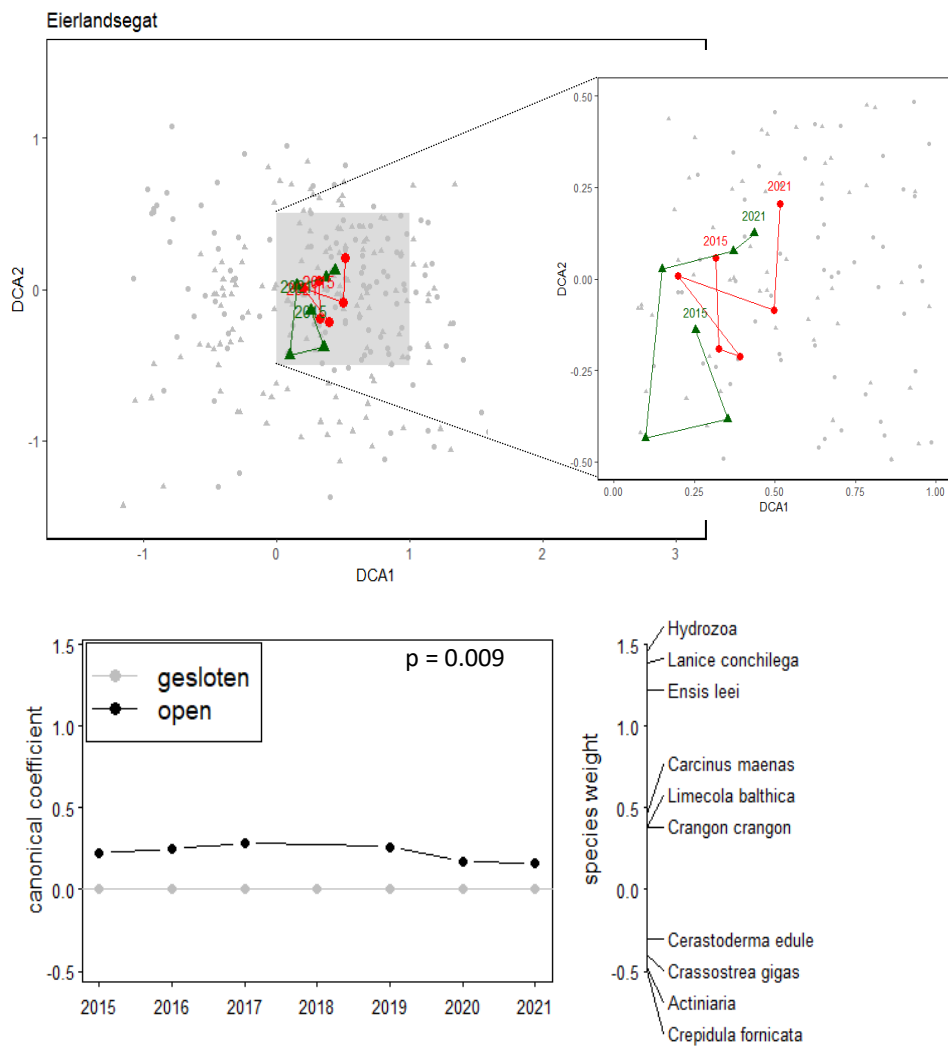 Eierlandsegat
DCA2
1
0
-1
-1
0
1
2
3
DCA1
2015
2015
0.50
0.25
0.00
-0.25
-0.50
DCA2
2021
2021
2015
2015
0.00
0.25
0.50
0.75
1.00
DCA1
canonical coefficient
1.5
1.0
0.5
0.0
-0.5
gesloten
open
p = 0.009
2015
2016
2017
2018
2019
2020
2021
species weight
1.5
1.0
0.5
0.0
-0.5
Hydrozoa
Lanice conchilega
Ensis leei
Carcinus maenas
Limecola balthica
Crangon crangon
Cerastoderma edule
Crassostrea gigas
Actiniaria
Crepidula fornicata